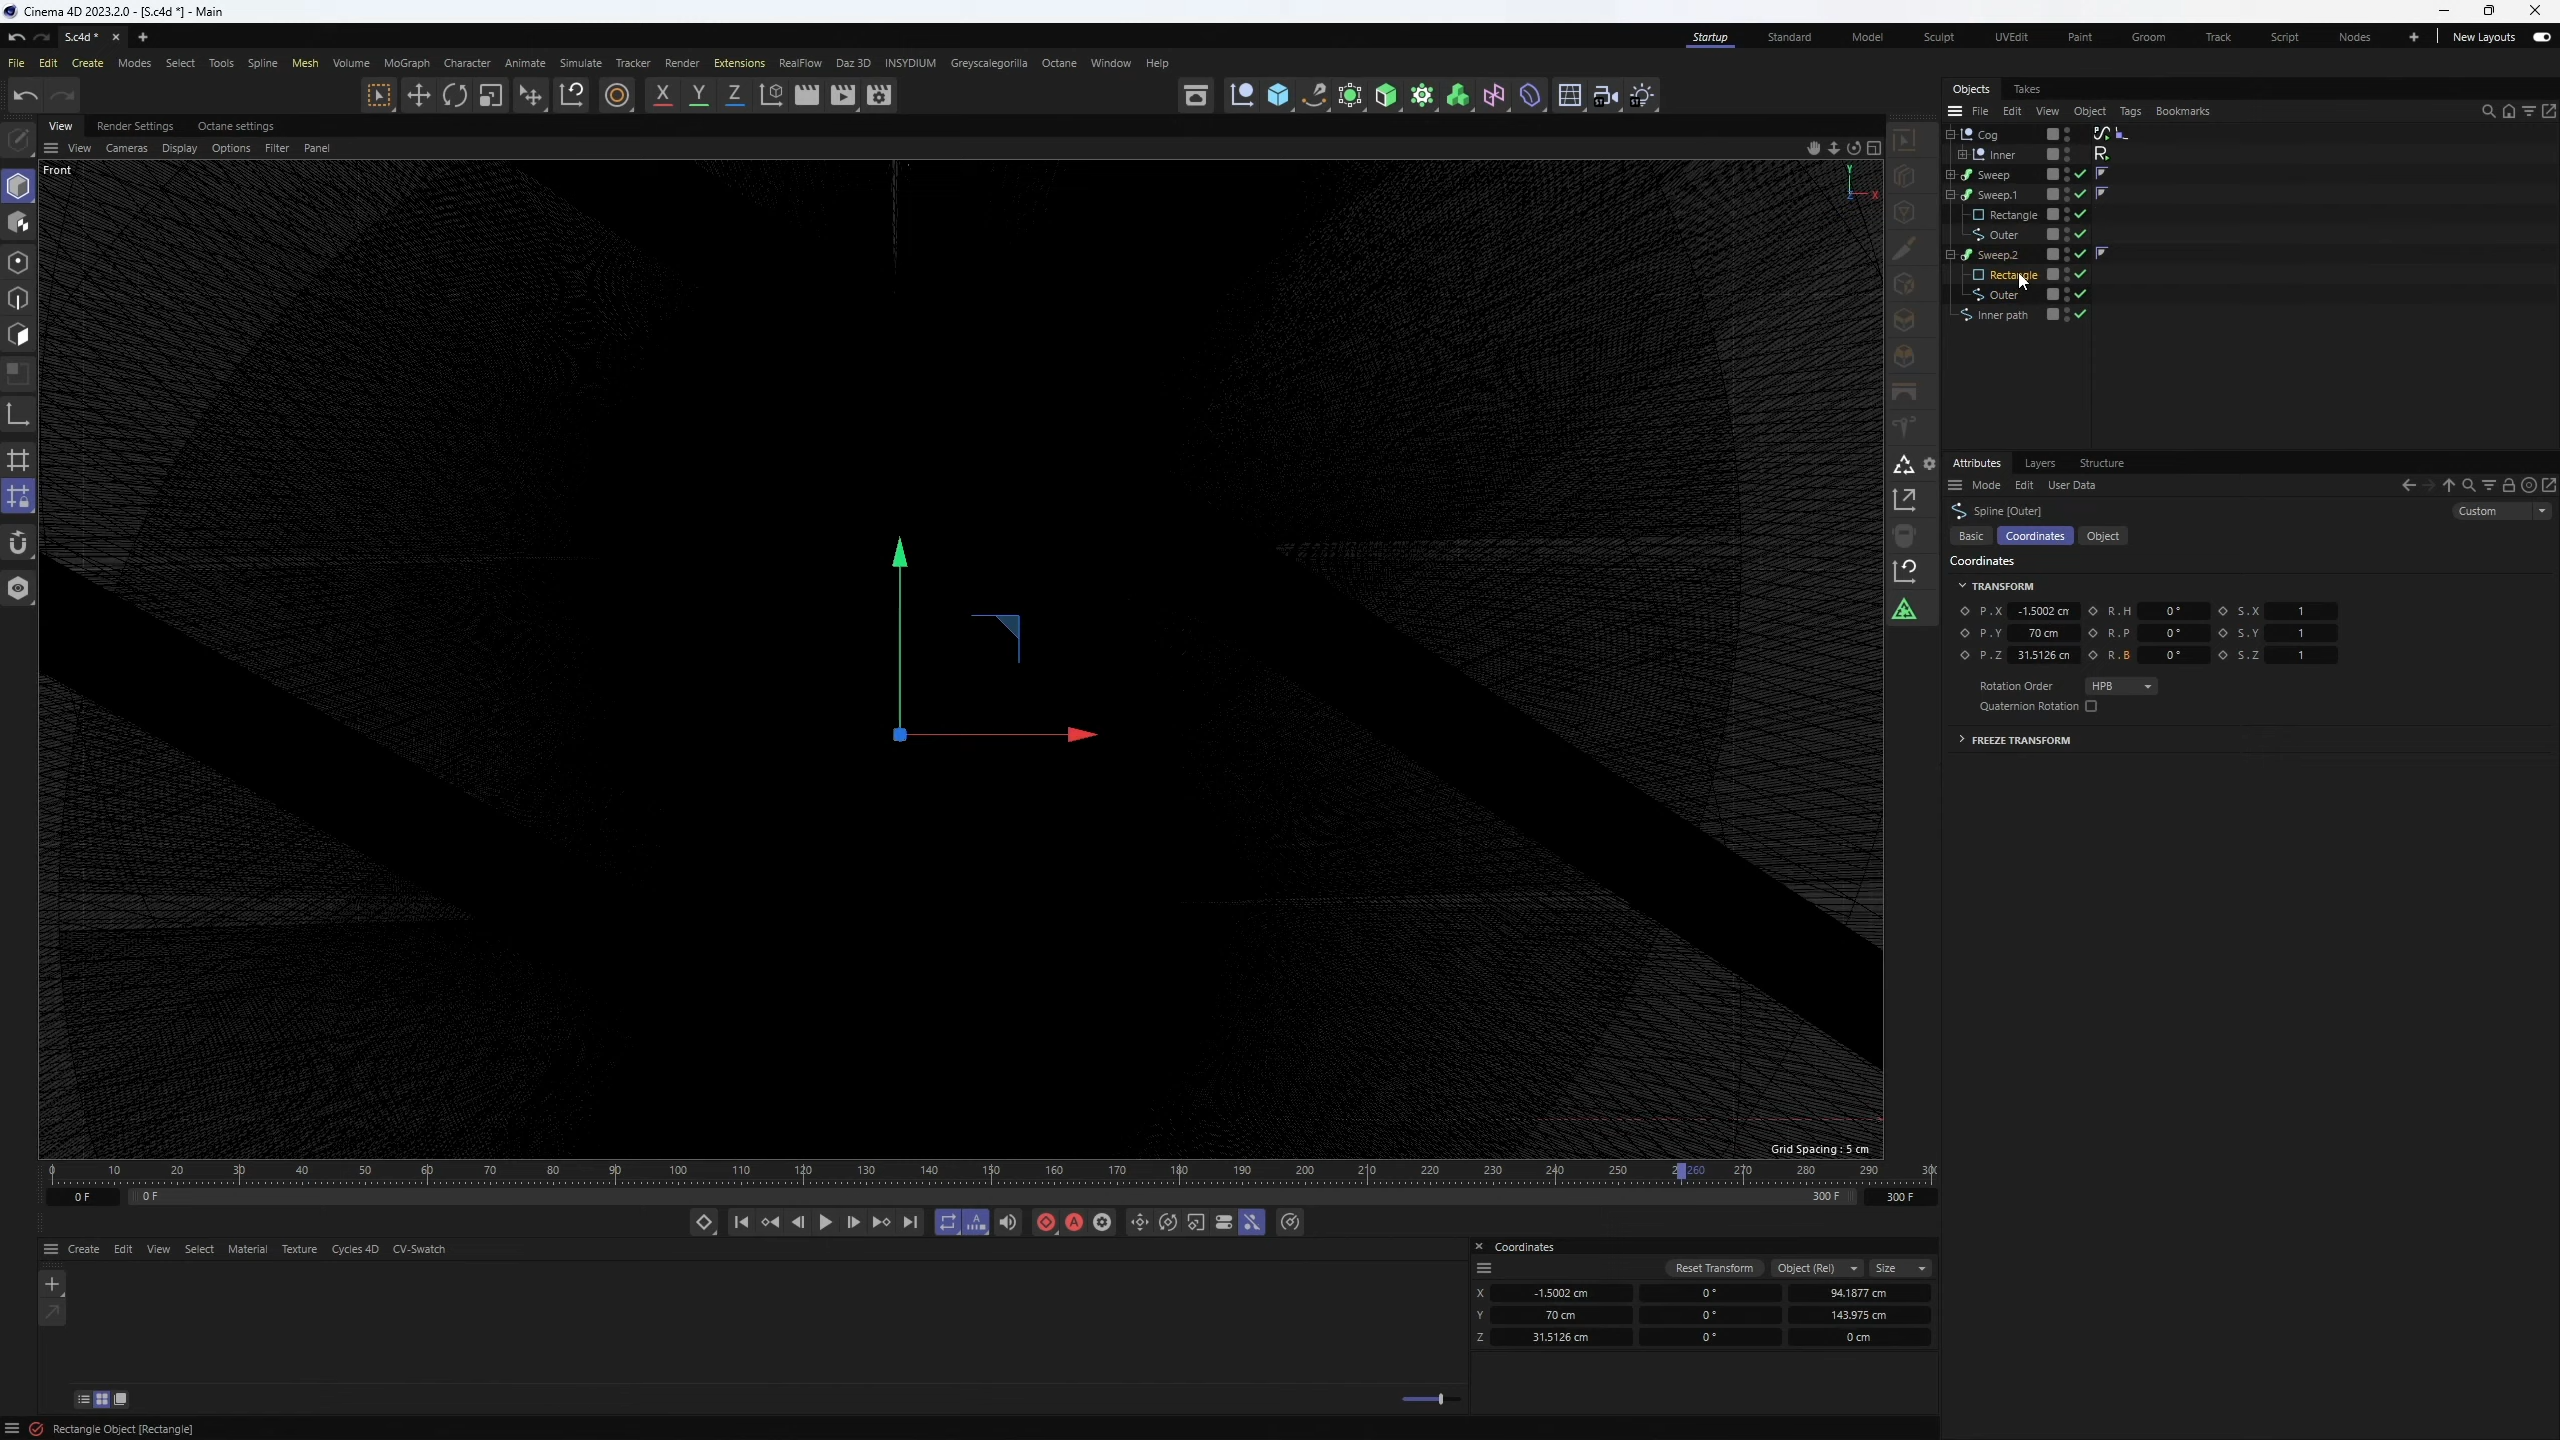 Cinema 4D 2023.2.0 - [S.c4d *] - Main
S.c4d *
Startup Standard Model Sculpt UVEdit Paint Groom Track Script Nodes New Layouts
File Edit Create Modes Select Tools Spline Mesh Volume MoGraph Character Animate Simulate Tracker Render Extensions RealFlow Daz 3D INSYDIUM Greyscalegorilla Octane Window Help
X Y Z
Objects Takes
File Edit View Object Tags Bookmarks
View Render Settings Octane settings
View Cameras Display Options Filter Panel
Front
Y
X
Z
Cog
Inner
Sweep
Sweep.1
Rectangle
Outer
Sweep.2
Rectangle
Outer
Inner path
Attributes Layers Structure
Mode Edit User Data
Spline [Outer] Custom
Basic Coordinates Object
Coordinates
TRANSFORM
P . X -1.5002 cm R . H 0 ° S . X 1
P . Y 70 cm R . P 0 ° S . Y 1
P . Z 31.5126 cm R . B 0 ° S . Z 1
Rotation Order HPB
Quaternion Rotation
FREEZE TRANSFORM
Grid Spacing : 5 cm
0 10 20 30 40 50 60 70 80 90 100 110 120 130 140 150 160 170 180 190 200 210 220 230 240 250 260 270 280 290
0 F 0 F 300 F 300 F
Create Edit View Select Material Texture Cycles 4D CV-Swatch
Coordinates
Reset Transform Object (Rel) Size
X -1.5002 cm 0 ° 94.1877 cm
Y 70 cm 0 ° 143.975 cm
Z 31.5126 cm 0 ° 0 cm
Rectangle Object [Rectangle]